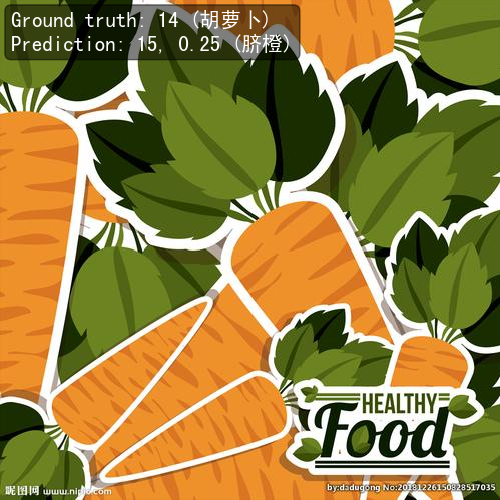 Ground truth: 14 (胡萝卜)
Prediction: 15, 0.25 (脐橙)
HEALTHY
Food
昵图网 www.nipic.com
by:dadugong No:20181226150828517035